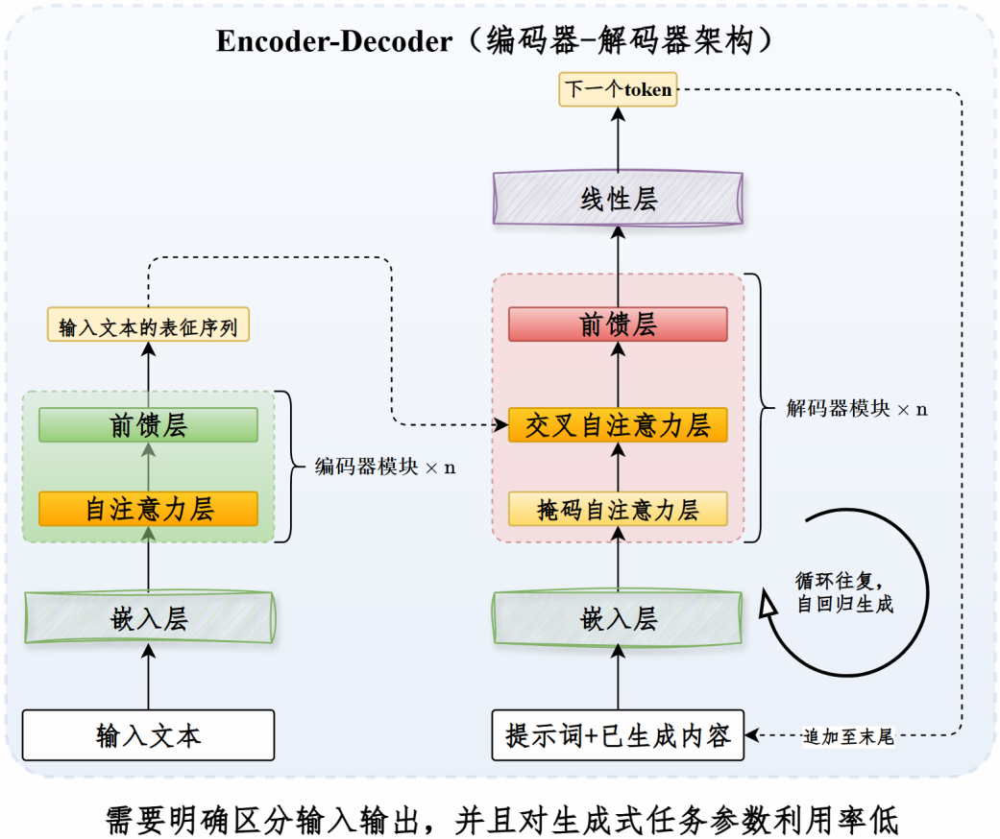 Encoder-Decoder（编码器-解码器架构）
下一个token
线性层
前馈层
交叉自注意力层
掩码自注意力层
解码器模块 × n
嵌入层
提示词+已生成内容
追加至末尾
循环往复，
自回归生成
输入文本的表征序列
前馈层
自注意力层
编码器模块 × n
嵌入层
输入文本
需要明确区分输入输出，并且对生成式任务参数利用率低